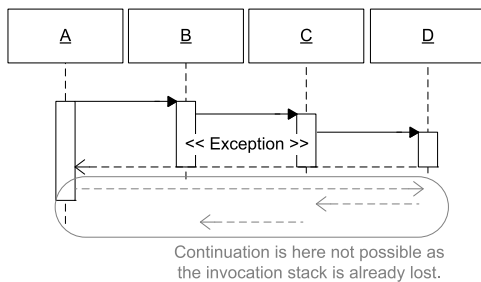 A B C D
<< Exception >>
Continuation is here not possible as
the invocation stack is already lost.